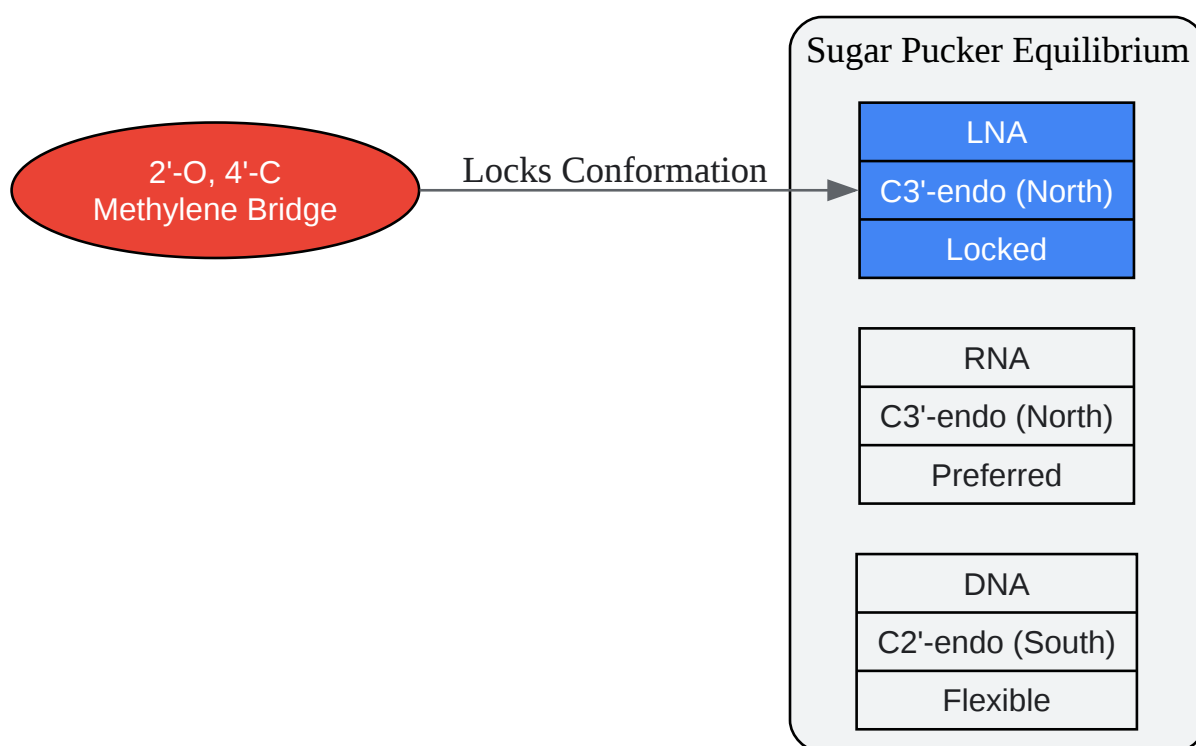 Sugar Pucker Equilibrium
2'-O, 4'-C
Methylene Bridge
Locks Conformation
LNA
C3'-endo (North)
Locked
RNA
C3'-endo (North)
Preferred
DNA
C2'-endo (South)
Flexible